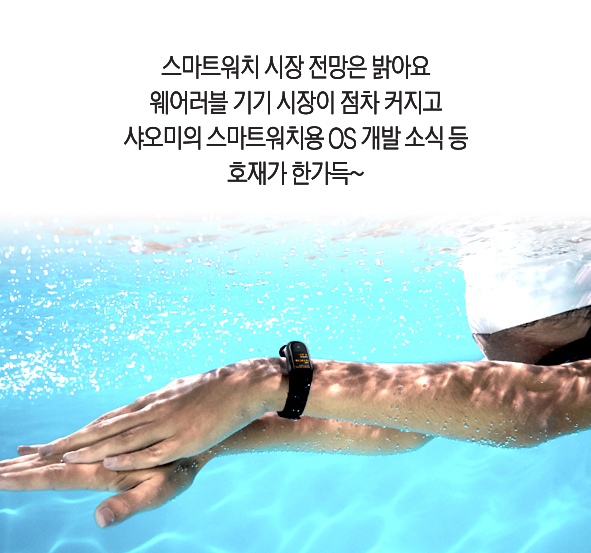 스마트워치 시장 전망은 밝아요
웨어러블 기기 시장이 점차 커지고
샤오미의 스마트워치용 OS 개발 소식 등
호재가 한가득~